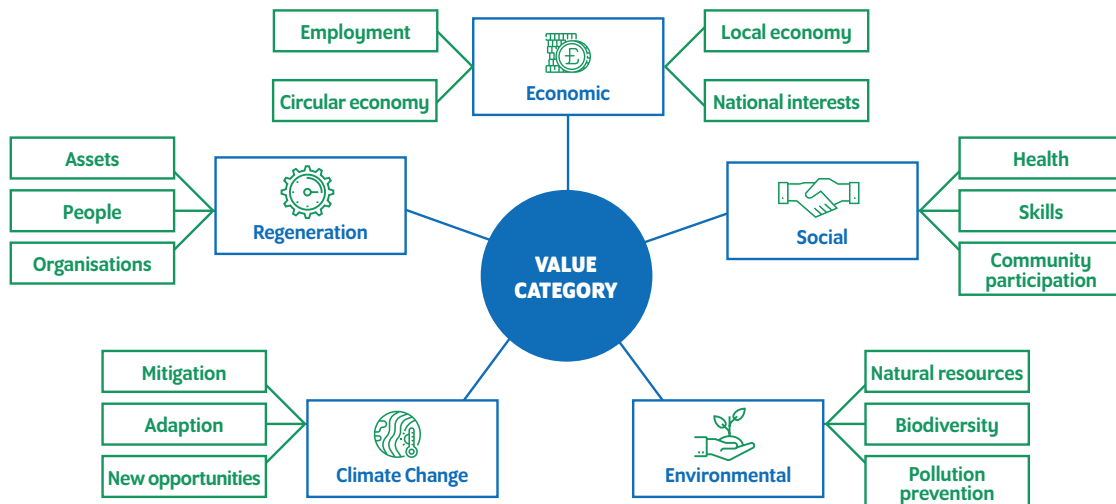 Employment
Circular economy
£
Economic
Local economy
National interests
Assets
People
Organisations
Regeneration
VALUE
CATEGORY
Social
Health
Skills
Community
participation
Mitigation
Adaption
New opportunities
Climate Change
Environmental
Natural resources
Biodiversity
Pollution
prevention